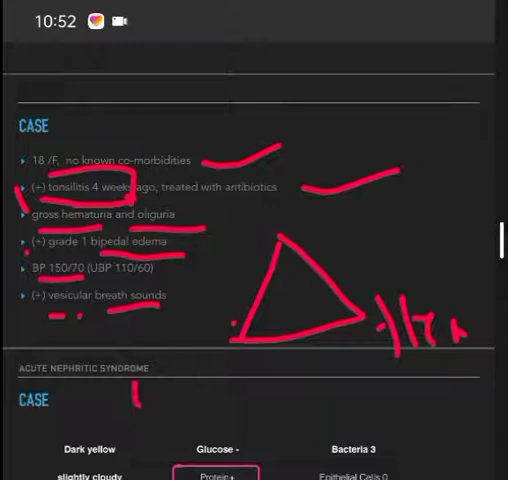 10:52
CASE
18 /F, no known co-morbidities
(+) tonsilitis 4 weeks ago, treated with antibiotics
gross hematuria and oliguria
(+) grade 1 bipedal edema
BP 150/70 (UBP 110/60)
(+) vesicular breath sounds
ACUTE NEPHRITIC SYNDROME
CASE
Dark yellow Glucose - Bacteria 3
slightly cloudy Protein+ Epithelial Cells 0